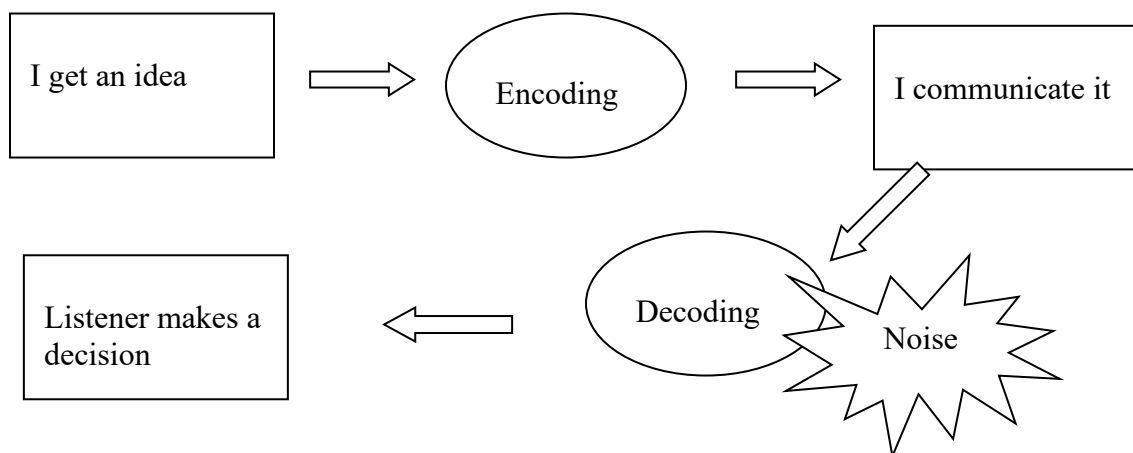 I get an idea
Encoding
I communicate it
Listener makes a
decision
Decoding
Noise